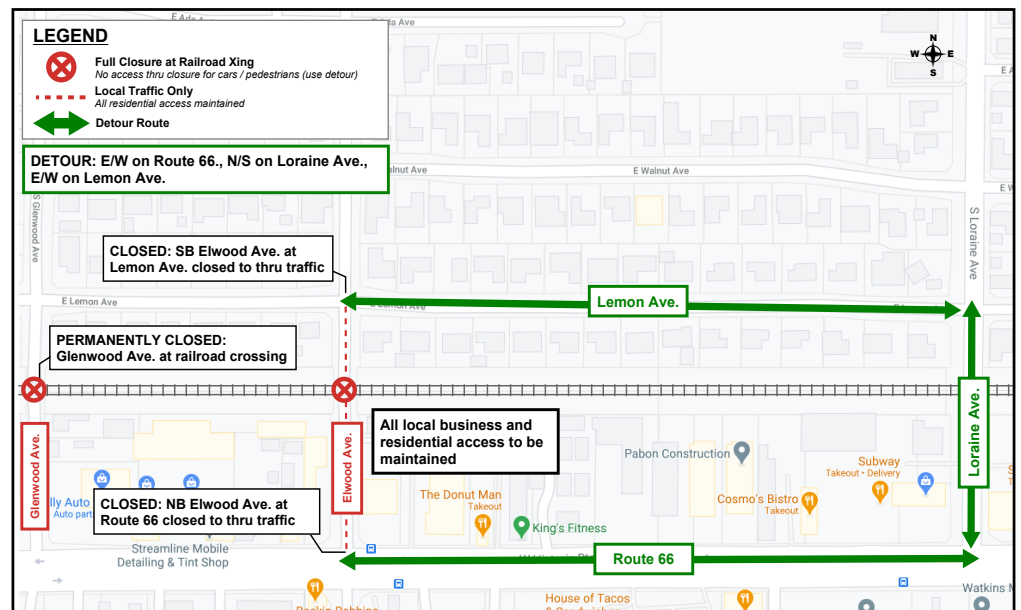 E Ada Ave
E Ada Ave
LEGEND
Full Closure at Railroad Xing
No access thru closure for cars / pedestrians (use detour)
Local Traffic Only
All residential access maintained
Detour Route
N
W E
S
DETOUR: E/W on Route 66., N/S on Loraine Ave.,
E/W on Lemon Ave.
E Walnut Ave
S Glenwood Ave
S Loraine Ave
CLOSED: SB Elwood Ave. at
Lemon Ave. closed to thru traffic
E Lemon Ave
E Lemon Ave
Lemon Ave.
PERMANENTLY CLOSED:
Glenwood Ave. at railroad crossing
All local business and
residential access to be
maintained
Glenwood Ave.
Elwood Ave.
Loraine Ave.
Pabon Construction
Subway
Takeout • Delivery
Cosmo's Bistro
Takeout
The Donut Man
Takeout
King's Fitness
Auto
CLOSED: NB Elwood Ave. at
Route 66 closed to thru traffic
Streamline Mobile
Detailing & Tint Shop
Route 66
House of Tacos
Watkins